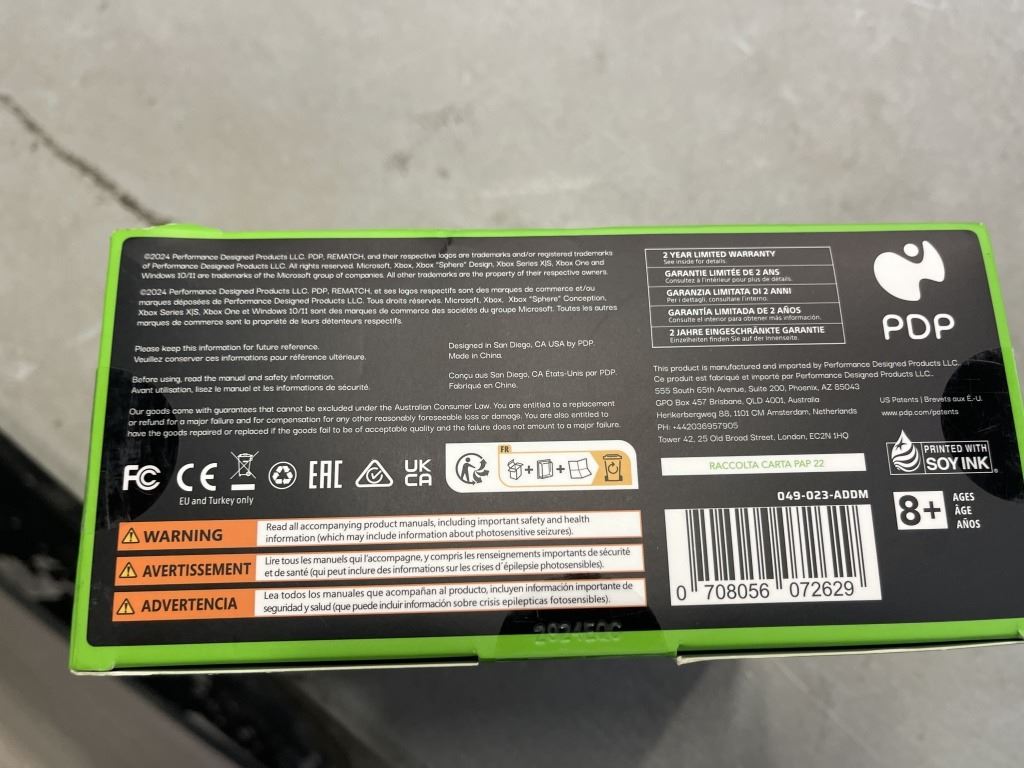 ©2024 Performance Designed Products LLC. PDP, REMATCH, and their respective logos are trademarks and/or registered trademarks
of Performance Designed Products LLC. All rights reserved. Microsoft, Xbox, Xbox "Sphere" Design, Xbox Series X|S, Xbox One and
Windows 10/11 are trademarks of the Microsoft group of companies. All other trademarks are the property of their respective owners.
©2024 Performance Designed Products LLC. PDP, REMATCH, et ses logos respectifs sont des marques de commerce et/ou
marques déposées de Performance Designed Products LLC. Tous droits réservés. Microsoft, Xbox, Xbox "Sphere" Conception,
Xbox Series X|S, Xbox One et Windows 10/11 sont des marques de commerce des sociétés du groupe Microsoft. Toutes les autres
marques sont la propriété de leurs détenteurs respectifs.
Please keep this information for future reference.
Veuillez conserver ces informations pour référence ultérieure.
Before using, read the manual and safety information.
Avant utilisation, lisez le manuel et les informations de sécurité.
Designed in San Diego, CA USA by PDP.
Made in China.
Conçu aus San Diego, CA États-Unis par PDP.
Fabriqué en Chine.
Our goods come with guarantees that cannot be excluded under the Australian Consumer Law. You are entitled to a replacement
or refund for a major failure and for compensation for any other reasonably foreseeable loss or damage. You are also entitled to
have the goods repaired or replaced if the goods fail to be of acceptable quality and the failure does not amount to a major failure.
FC CE EAC UK CA
EU and Turkey only
FR
WARNING
Read all accompanying product manuals, including important safety and health
information (which may include information about photosensitive seizures).
AVERTISSEMENT
Lire tous les manuels qui l'accompagne, y compris les renseignements importants de sécurité
et de santé (qui peut inclure des informations sur les crises d'épilepsie photosensibles).
ADVERTENCIA
Lea todos los manuales que acompañan al producto, incluyen información importante de
seguridad y salud (que puede incluir información sobre crisis epilepticas fotosensibles).
2 YEAR LIMITED WARRANTY
See inside for details.
GARANTIE LIMITÉE DE 2 ANS
Consultez à l'intérieur pour plus de détails.
GARANZIA LIMITATA DI 2 ANNI
Per i dettagli, consultare l'interno.
GARANTÍA LIMITADA DE 2 AÑOS
Consulte el interior para obtener más información.
2 JAHRE EINGESCHRÄNKTE GARANTIE
Einzelheiten finden Sie auf der Innenseite.
PDP
This product is manufactured and imported by Performance Designed Products LLC.
Ce produit est fabriqué et importé par Performance Designed Products LLC.
555 South 65th Avenue, Suite 200, Phoenix, AZ 85043
GPO Box 457 Brisbane, QLD 4001, Australia
Herikerbergweg 88, 1101 CM Amsterdam, Netherlands
PH: +442036957905
Tower 42, 25 Old Broad Street, London, EC2N 1HQ
US Patents | Brevets aux É.-U.
www.pdp.com/patents
RACCOLTA CARTA PAP 22
PRINTED WITH
SOY INK
049-023-ADDM
0 708056 072629
8+
AGES
ÂGE
AÑOS